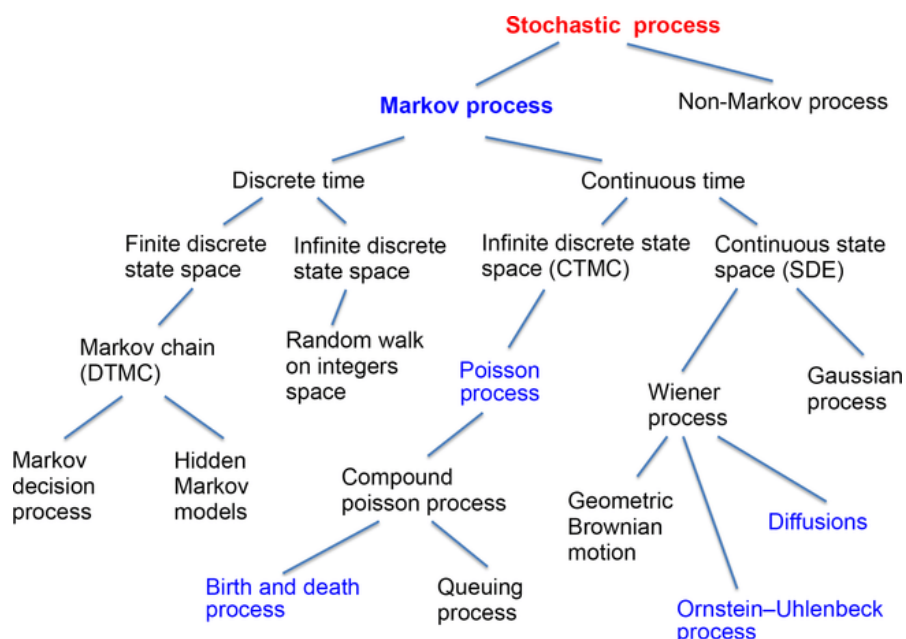 Stochastic process
Markov process
Non-Markov process
Discrete time
Continuous time
Finite discrete
state space
Infinite discrete
state space
Infinite discrete state
space (CTMC)
Continuous state
space (SDE)
Markov chain
(DTMC)
Random walk
on integers
space
Poisson
process
Wiener
process
Gaussian
process
Markov
decision
process
Hidden
Markov
models
Compound
poisson process
Geometric
Brownian
motion
Diffusions
Birth and death
process
Queuing
process
Ornstein–Uhlenbeck
process